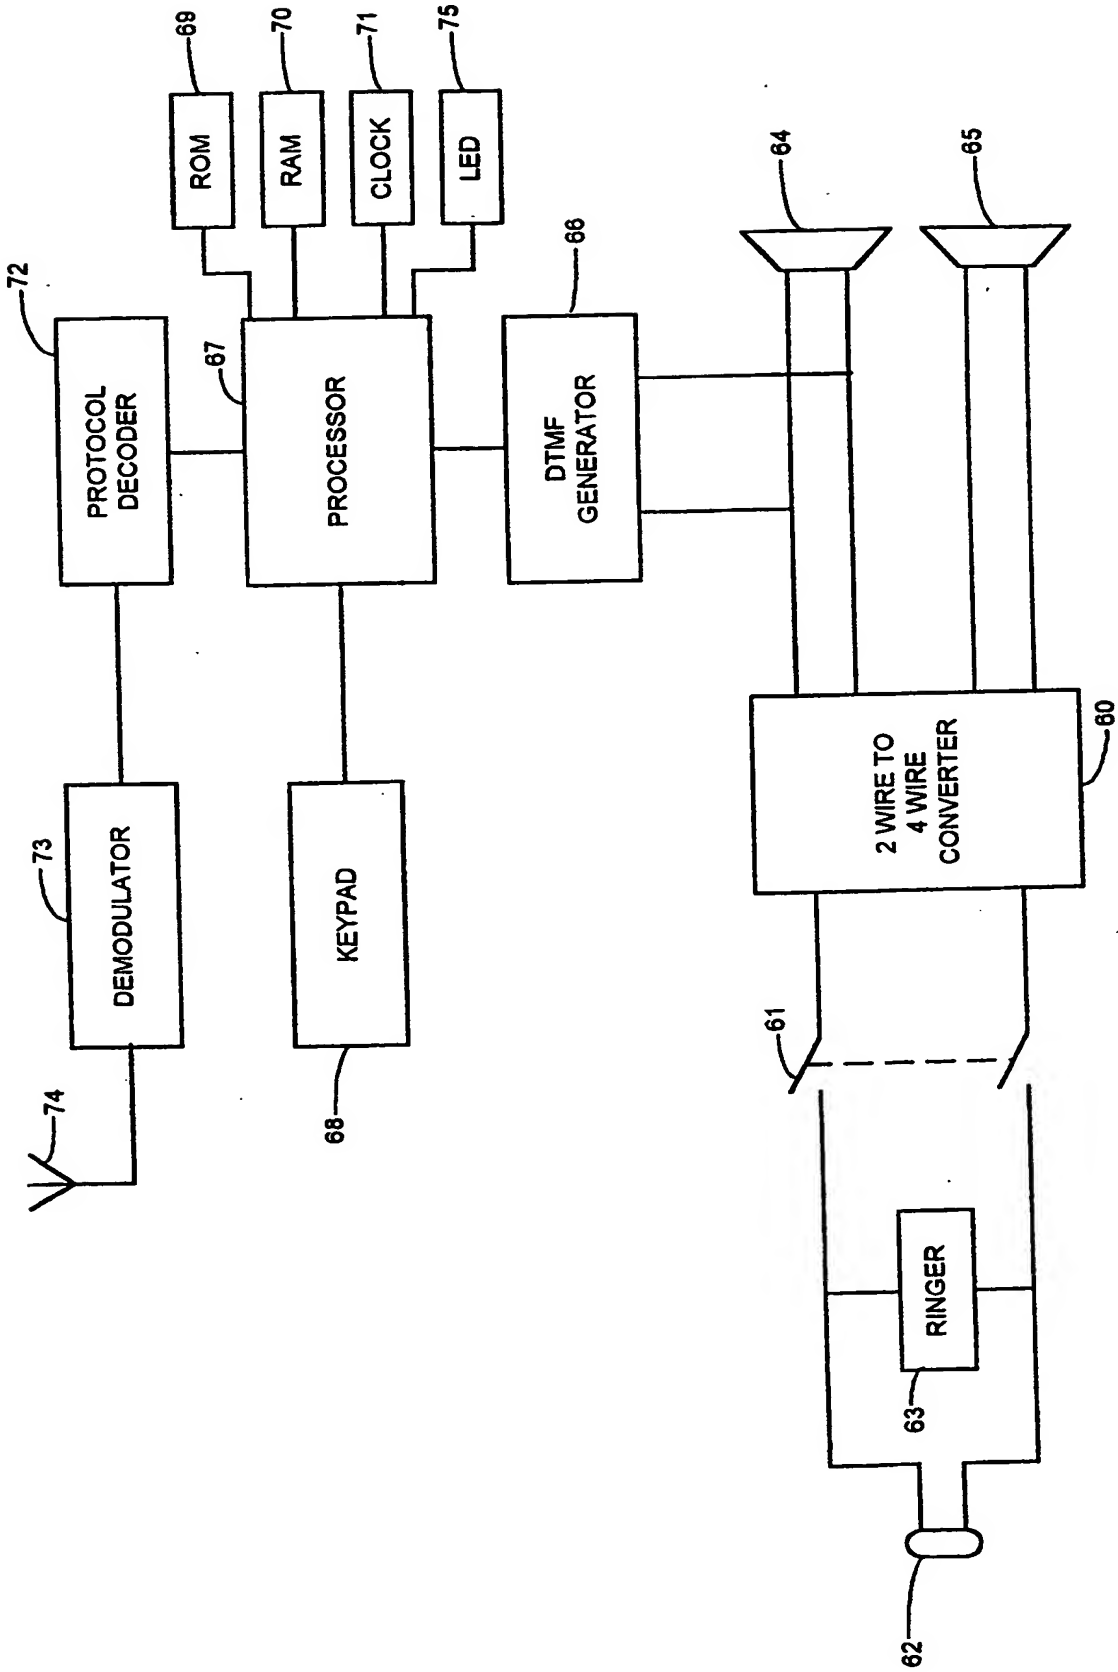 72
74
73
PROTOCOL
DECODER
DEMODULATOR
69
ROM
67
70
RAM
68
KEYPAD
PROCESSOR
71
CLOCK
75
LED
66
DTMF
GENERATOR
61
64
2 WIRE TO
4 WIRE
CONVERTER
62
63
RINGER
65
60